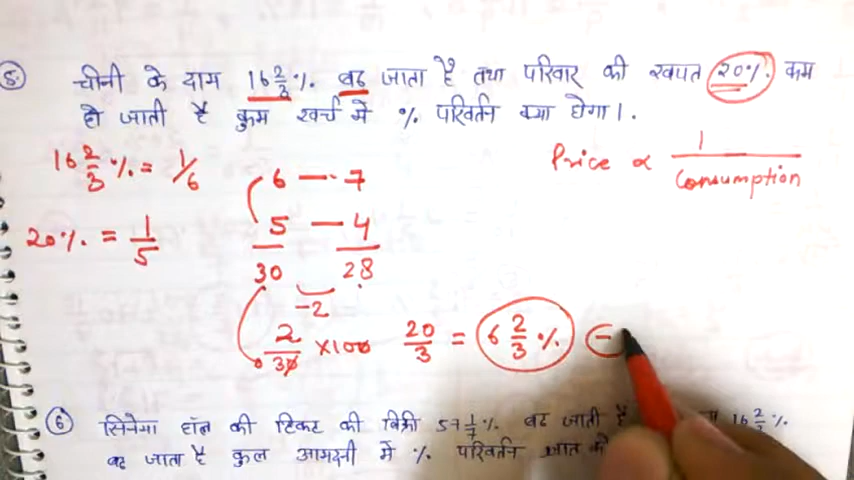 5. चीनी के दाम 16 2/3 %. बढ़ जाता है तथा परिवार की खपत 20%. कम
हो जाती है कुल खर्च में % परिवर्तन क्या होगा।.
16 2/3 %. = 1/6
20%. = 1/5
6 — 7
5 — 4
30 28
-2
2/30 ×100 20/3 = 6 2/3 % (-
Price ∝ 1/Consumption
6 सिनेमा हॉल की टिकट की बिक्री 57 1/7 %. बढ़ जाती है 16 2/3 %.
बढ़ जाता है कुल आमदनी में %. परिवर्तन ज्ञात